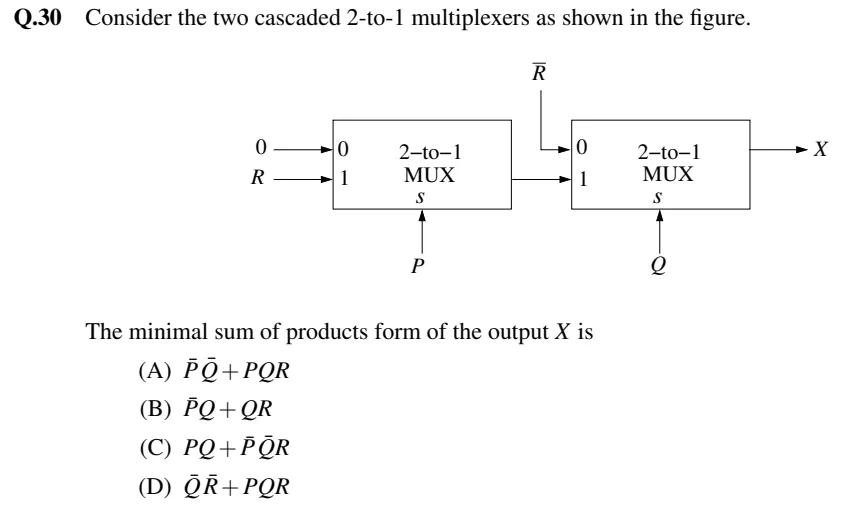 Q.30 Consider the two cascaded 2-to-1 multiplexers as shown in the figure.
R̅
0 0 2−to−1 0 2−to−1 X
R 1 MUX 1 MUX
s s
P Q
The minimal sum of products form of the output X is
(A) P̄Q̄+PQR
(B) P̄Q+QR
(C) PQ+P̄Q̄R
(D) Q̄R̄+PQR